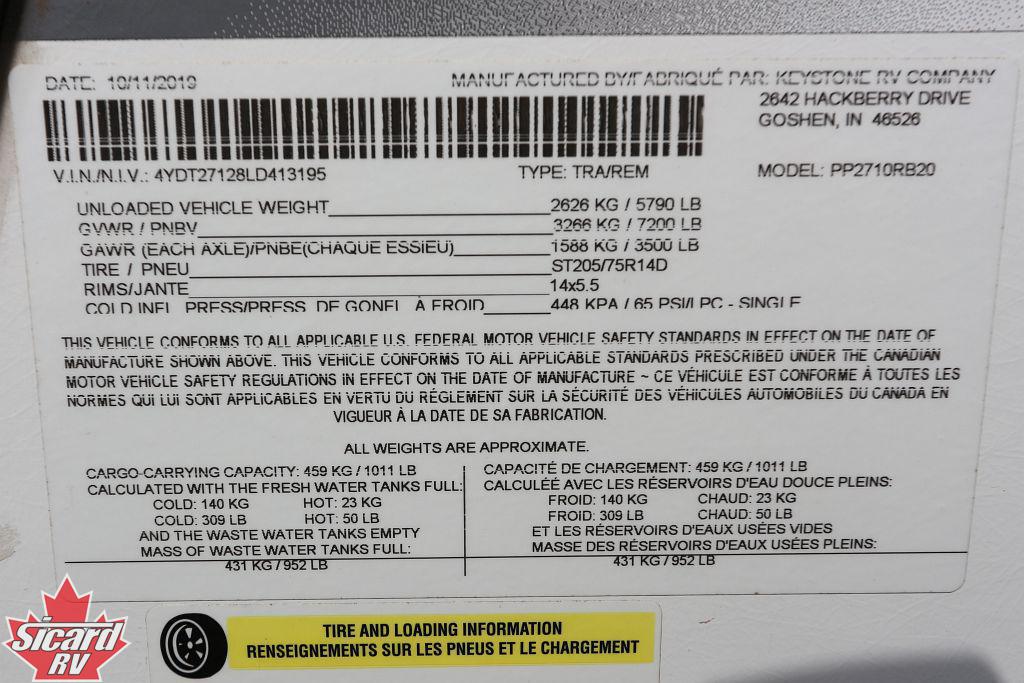 DATE: 10/11/2019 MANUFACTURED BY/FABRIQUÉ PAR: KEYSTONE RV COMPANY
2642 HACKBERRY DRIVE
GOSHEN, IN 46526
V.I.N./N.I.V.: 4YDT27128LD413195 TYPE: TRA/REM MODEL: PP2710RB20
UNLOADED VEHICLE WEIGHT 2626 KG / 5790 LB
GVWR / PNBV 3266 KG / 7200 LB
GAWR (EACH AXLE)/PNBE(CHAQUE ESSIEU) 1588 KG / 3500 LB
TIRE / PNEU ST205/75R14D
RIMS/JANTE 14x5.5
COLD INFL. PRESS/PRESS. DE GONFL. À FROID 448 KPA / 65 PSI/LPC - SINGLE
THIS VEHICLE CONFORMS TO ALL APPLICABLE U.S. FEDERAL MOTOR VEHICLE SAFETY STANDARDS IN EFFECT ON THE DATE OF
MANUFACTURE SHOWN ABOVE. THIS VEHICLE CONFORMS TO ALL APPLICABLE STANDARDS PRESCRIBED UNDER THE CANADIAN
MOTOR VEHICLE SAFETY REGULATIONS IN EFFECT ON THE DATE OF MANUFACTURE ~ CE VÉHICULE EST CONFORME À TOUTES LES
NORMES QUI LUI SONT APPLICABLES EN VERTU DU RÉGLEMENT SUR LA SÉCURITÉ DES VÉHICULES AUTOMOBILES DU CANADA EN
VIGUEUR À LA DATE DE SA FABRICATION.
ALL WEIGHTS ARE APPROXIMATE.
CARGO-CARRYING CAPACITY: 459 KG / 1011 LB
CALCULATED WITH THE FRESH WATER TANKS FULL:
COLD: 140 KG HOT: 23 KG
COLD: 309 LB HOT: 50 LB
AND THE WASTE WATER TANKS EMPTY
MASS OF WASTE WATER TANKS FULL:
431 KG / 952 LB
CAPACITÉ DE CHARGEMENT: 459 KG / 1011 LB
CALCULÉE AVEC LES RÉSERVOIRS D'EAU DOUCE PLEINS:
FROID: 140 KG CHAUD: 23 KG
FROID: 309 LB CHAUD: 50 LB
ET LES RÉSERVOIRS D'EAUX USÉES VIDES
MASSE DES RÉSERVOIRS D'EAUX USÉES PLEINS:
431 KG / 952 LB
TIRE AND LOADING INFORMATION
RENSEIGNEMENTS SUR LES PNEUS ET LE CHARGEMENT
Sicard
RV